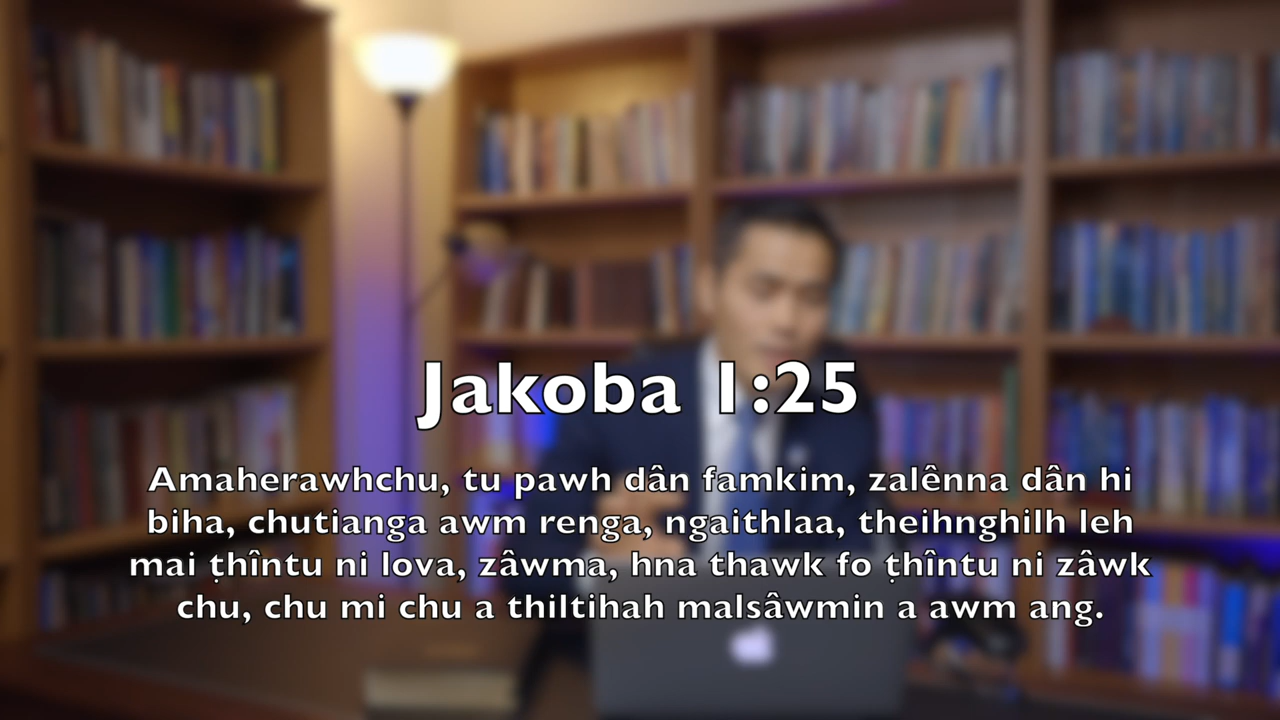 Jakoba 1:25
Amaherawhchu, tu pawh dân famkim, zalênna dân hi
biha, chutianga awm renga, ngaithlaa, theihnghilh leh
mai ṭhîntu ni lova, zâwma, hna thawk fo ṭhîntu ni zâwk
chu, chu mi chu a thiltihah malsâwmin a awm ang.